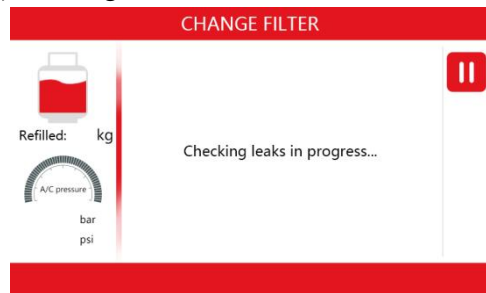 CHANGE FILTER
Refilled: kg
A/C pressure
bar
psi
Checking leaks in progress...